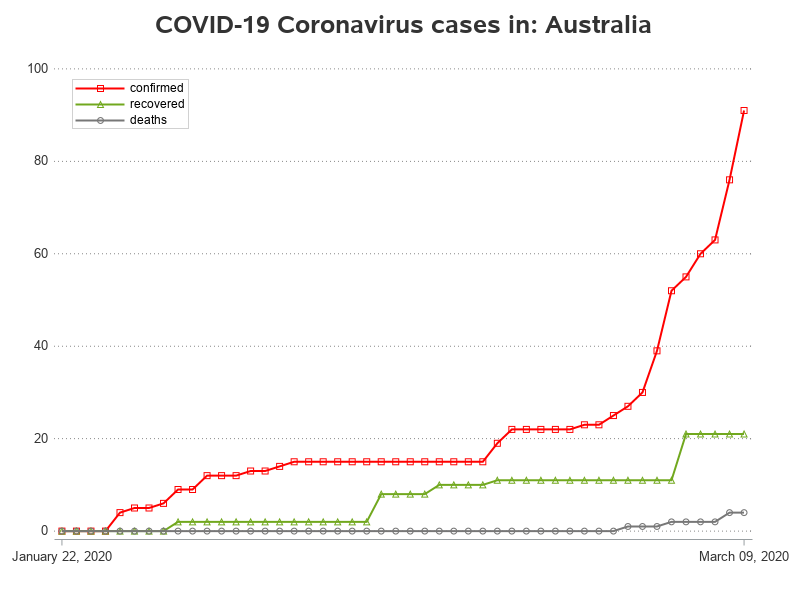 COVID-19 Coronavirus cases in: Australia
100
confirmed
recovered
deaths
80
60
40
20
0
January 22, 2020
March 09, 2020